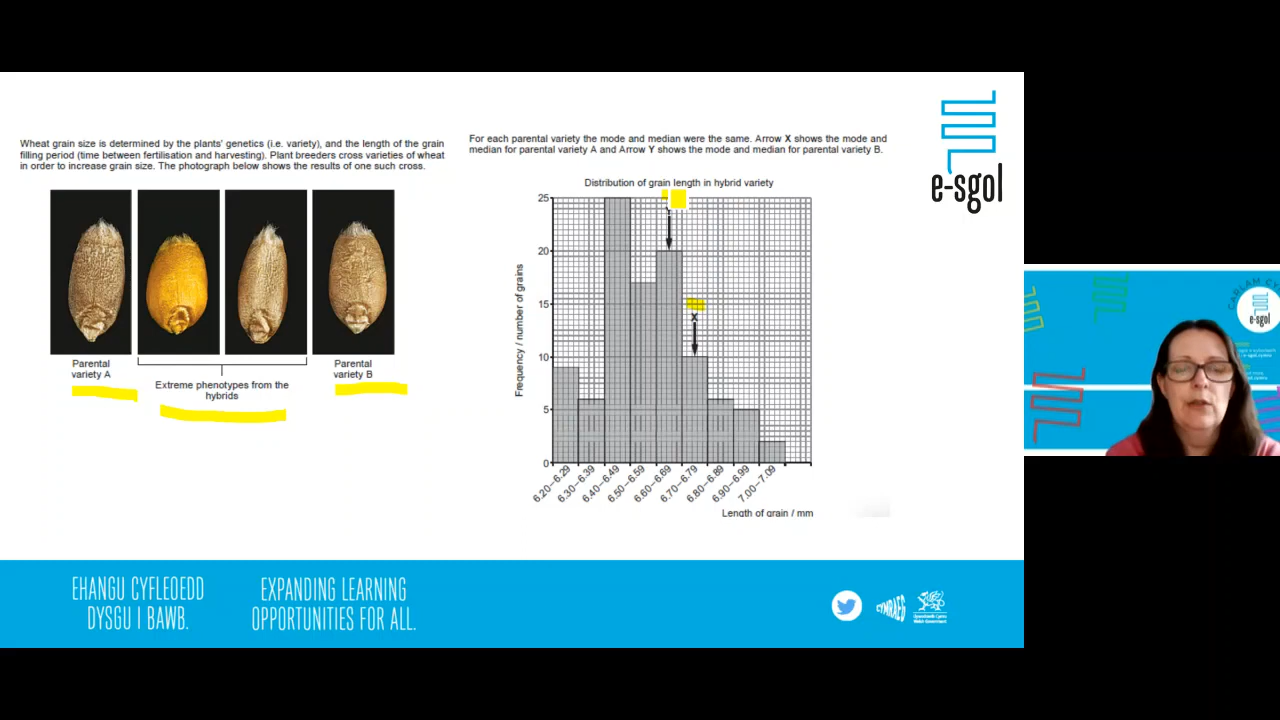 Wheat grain size is determined by the plants' genetics (i.e. variety), and the length of the grain
filling period (time between fertilisation and harvesting). Plant breeders cross varieties of wheat
in order to increase grain size. The photograph below shows the results of one such cross.
Parental
variety A
Extreme phenotypes from the
hybrids
Parental
variety B
For each parental variety the mode and median were the same. Arrow X shows the mode and
median for parental variety A and Arrow Y shows the mode and median for parental variety B.
Distribution of grain length in hybrid variety
Frequency / number of grains
25
20
15
10
5
0
X
6.20–6.29
6.30–6.39
6.40–6.49
6.50–6.59
6.60–6.69
6.70–6.79
6.80–6.89
6.90–6.99
7.00–7.09
Length of grain / mm
e-sgol
e-sgol
EHANGU CYFLEOEDD
DYSGU I BAWB.
EXPANDING LEARNING
OPPORTUNITIES FOR ALL.
CYMRAEG
Llywodraeth Cymru
Welsh Government